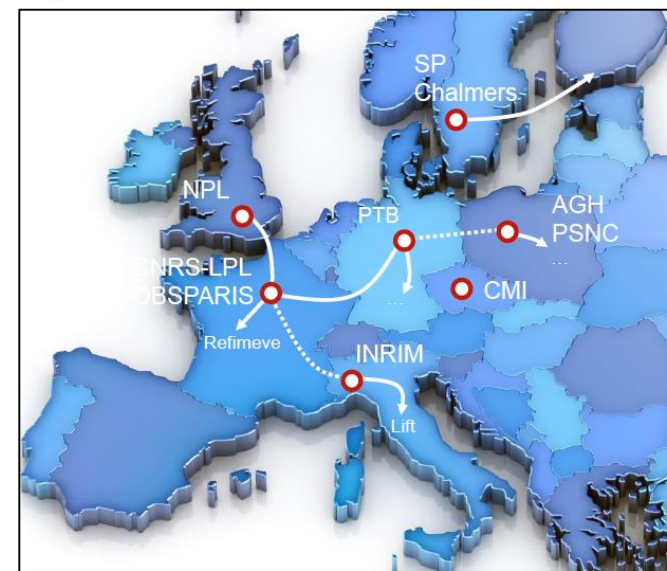 SP
Chalmers
NPL
PTB
AGH
PSNC
...
CNRS-LPL
OBSPARIS
...
CMI
Refimeve
INRIM
Lift